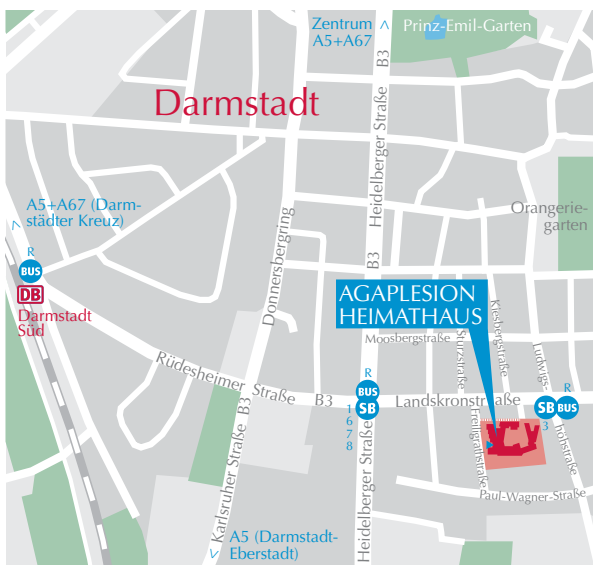 Zentrum
A5+A67
Prinz-Emil-Garten
B3
Darmstadt
Heidelberger Straße
A5+A67 (Darm-
städter Kreuz)
Orangerie-
garten
R
BUS
DB
Darmstadt
Süd
Donnersbergring
B3
AGAPLESION
HEIMATHAUS
Kiesbergstraße
Moosbergstraße
Sturzstraße
Ludwigs-
höhstraße
Rüdesheimer Straße
B3
R
BUS
SB
1
6
7
8
Landskronstraße
R
SB
BUS
3
Freiligrathstraße
Paul-Wagner-Straße
Karlsruher Straße
B3
Heidelberger Straße
A5 (Darmstadt-
Eberstadt)